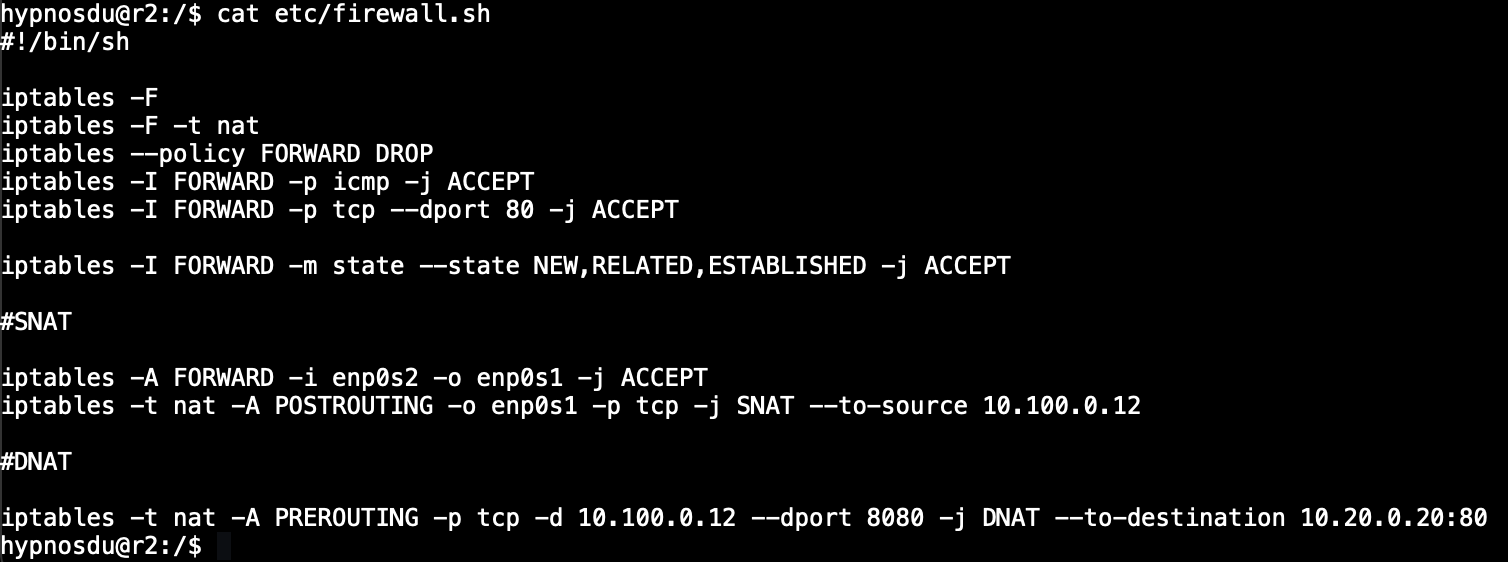 hypnosdu@r2:/$ cat etc/firewall.sh
#!/bin/sh
iptables -F
iptables -F -t nat
iptables --policy FORWARD DROP
iptables -I FORWARD -p icmp -j ACCEPT
iptables -I FORWARD -p tcp --dport 80 -j ACCEPT
iptables -I FORWARD -m state --state NEW,RELATED,ESTABLISHED -j ACCEPT
#SNAT
iptables -A FORWARD -i enp0s2 -o enp0s1 -j ACCEPT
iptables -t nat -A POSTROUTING -o enp0s1 -p tcp -j SNAT --to-source 10.100.0.12
#DNAT
iptables -t nat -A PREROUTING -p tcp -d 10.100.0.12 --dport 8080 -j DNAT --to-destination 10.20.0.20:80
hypnosdu@r2:/$